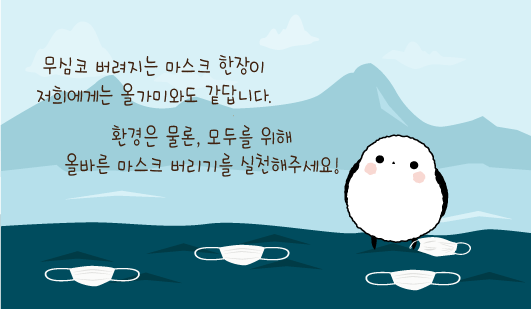 무심코 버려지는 마스크 한장이
저희에게는 올가미와도 같답니다.
환경은 물론, 모두를 위해
올바른 마스크 버리기를 실천해주세요!